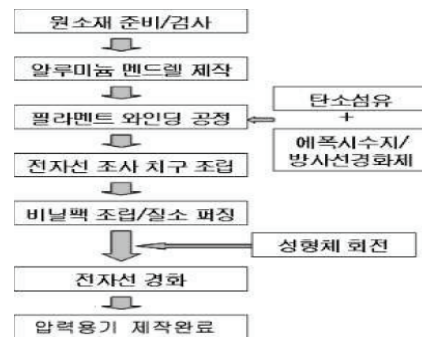 원소재 준비/검사
알루미늄 멘드렐 제작
필라멘트 와인딩 공정
탄소섬유
+
에폭시수지/
방사선경화제
전자선 조사 치구 조립
비닐팩 조립/질소 퍼징
성형체 회전
전자선 경화
압력용기 제작완료